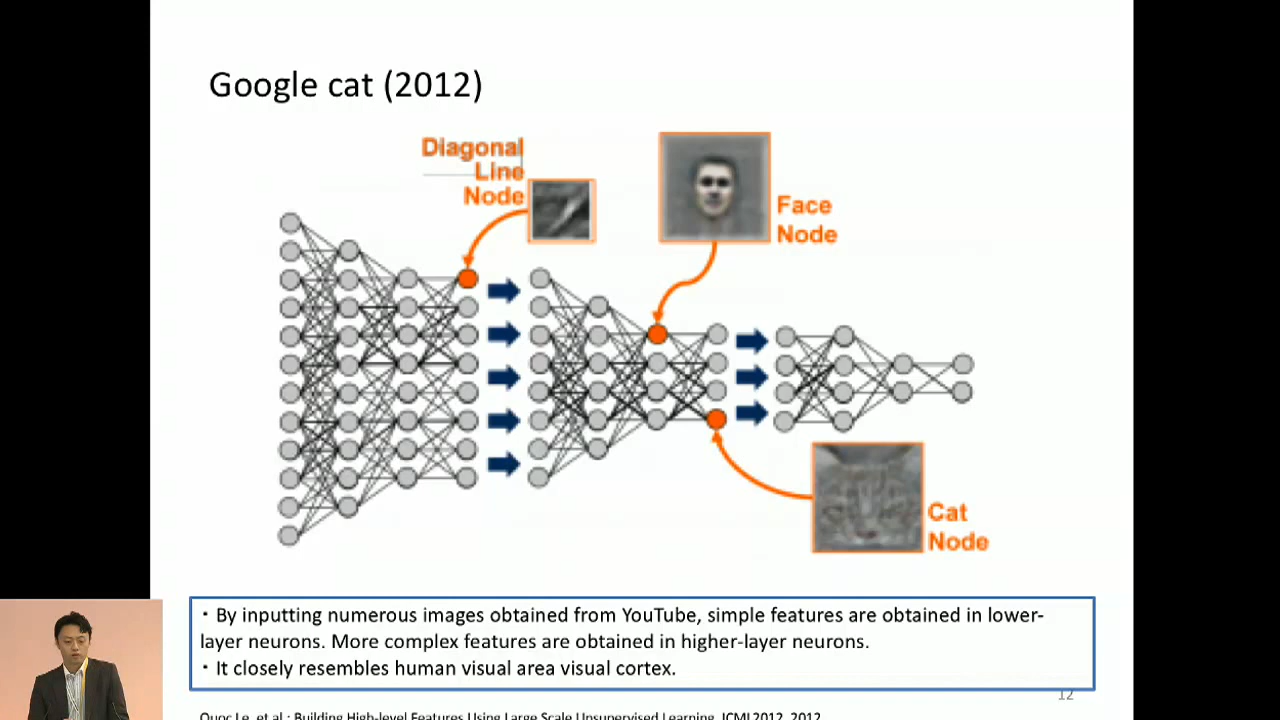 Google cat (2012)
Diagonal
Line
Node
Face
Node
Cat
Node
・By inputting numerous images obtained from YouTube, simple features are obtained in lower-
layer neurons. More complex features are obtained in higher-layer neurons.
・It closely resembles human visual area visual cortex.
12
Quoc Le, et al.: Building High-level Features Using Large Scale Unsupervised Learning, ICML2012, 2012